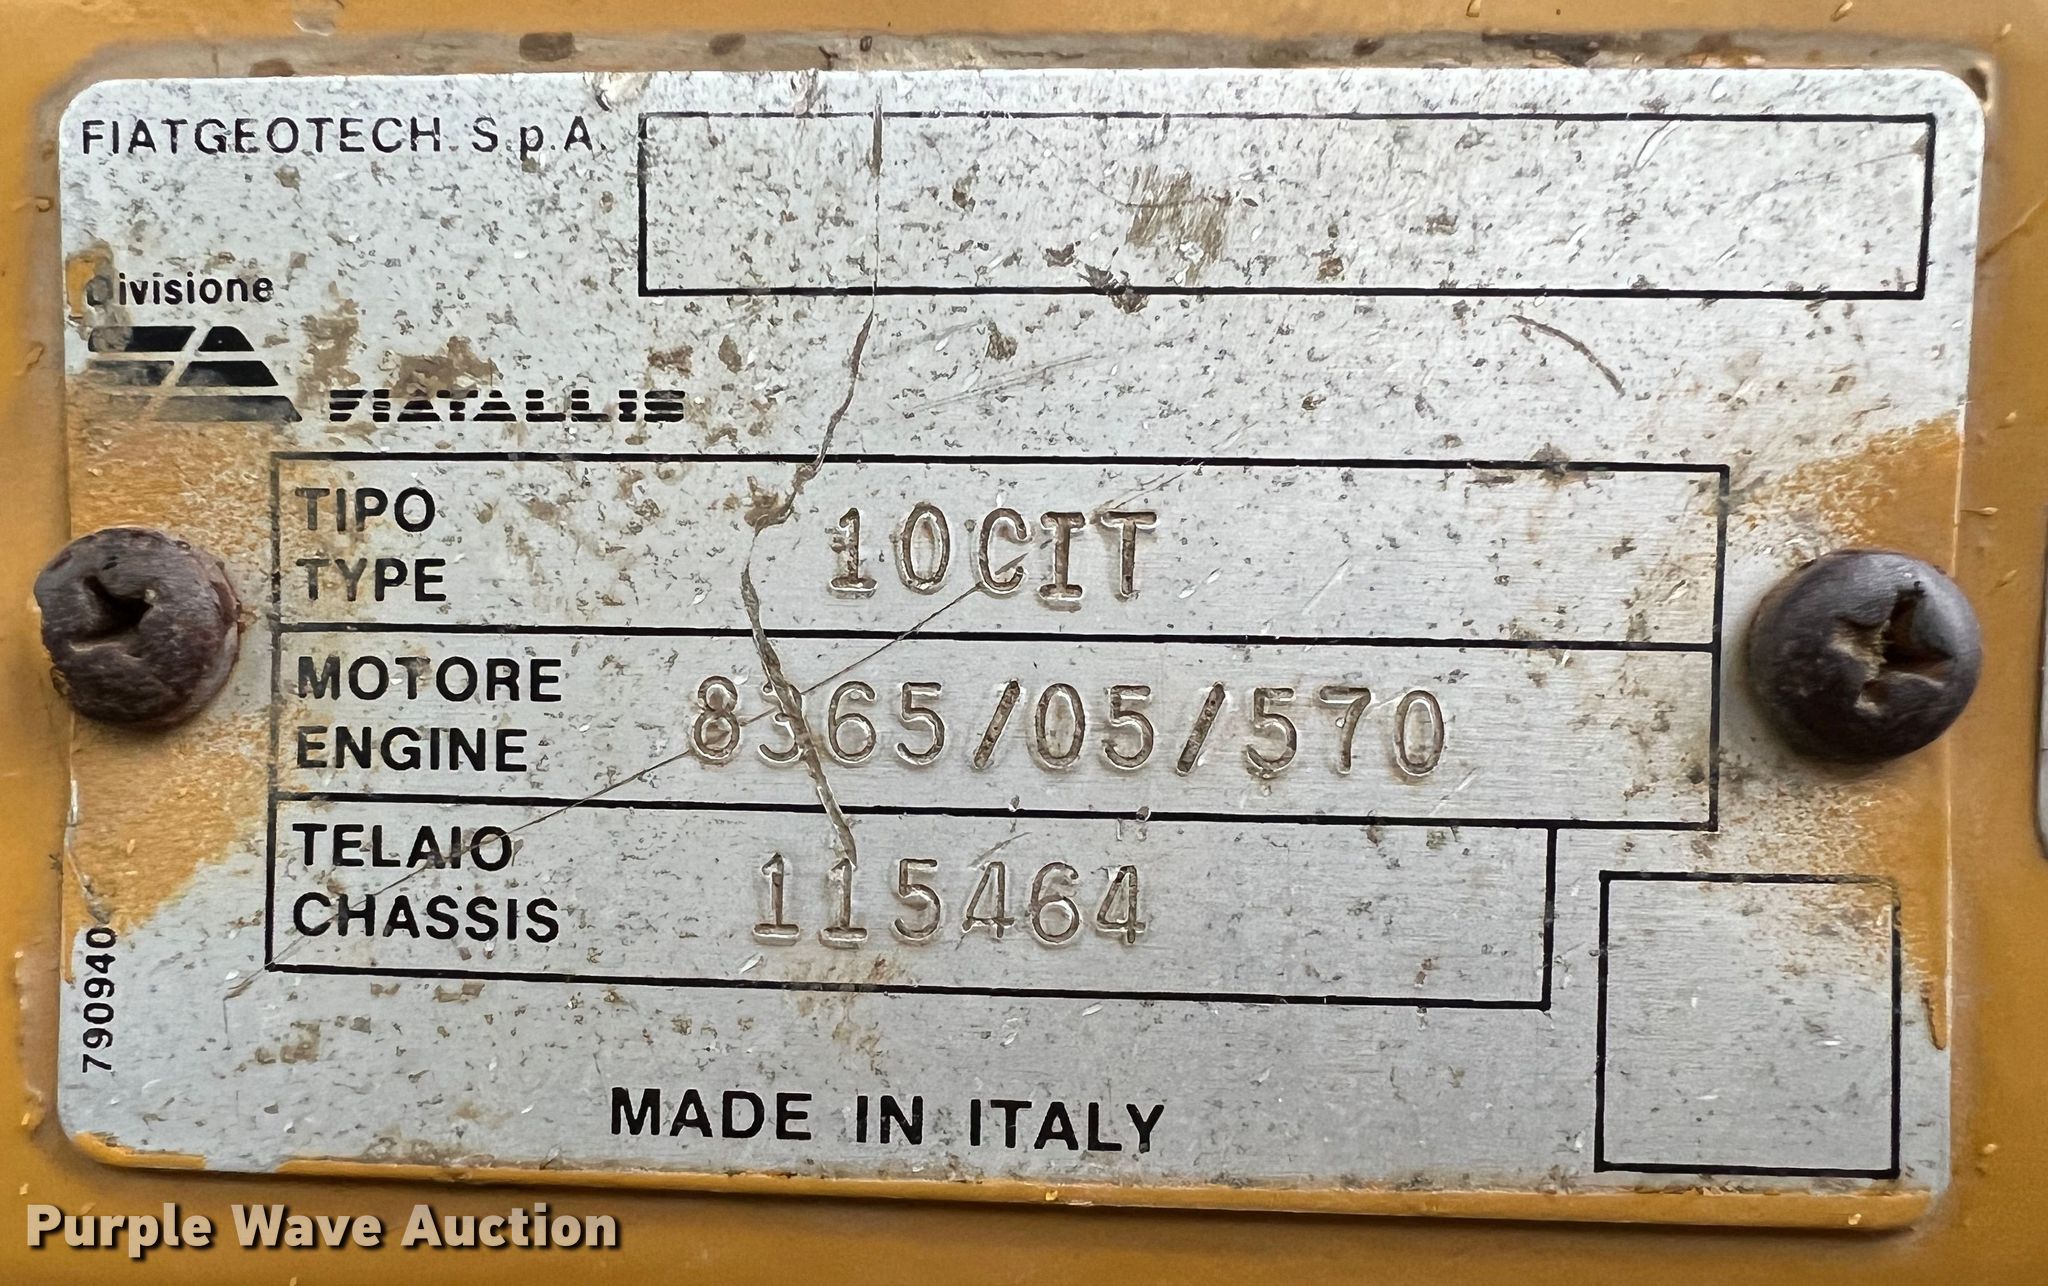 FIATGEOTECH S.p.A.
divisione
FIATALLIS
TIPO
TYPE
10CIT
MOTORE
ENGINE
8365/05/570
TELAIO
CHASSIS
115464
790940
MADE IN ITALY
Purple Wave Auction